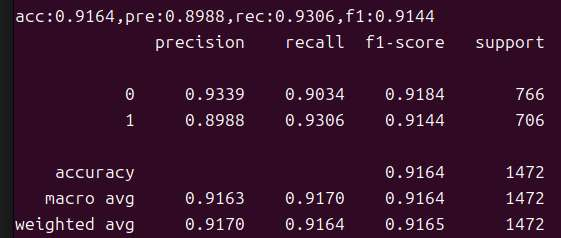 acc:0.9164,pre:0.8988,rec:0.9306,f1:0.9144
precision recall f1-score support
0 0.9339 0.9034 0.9184 766
1 0.8988 0.9306 0.9144 706
accuracy 0.9164 1472
macro avg 0.9163 0.9170 0.9164 1472
weighted avg 0.9170 0.9164 0.9165 1472